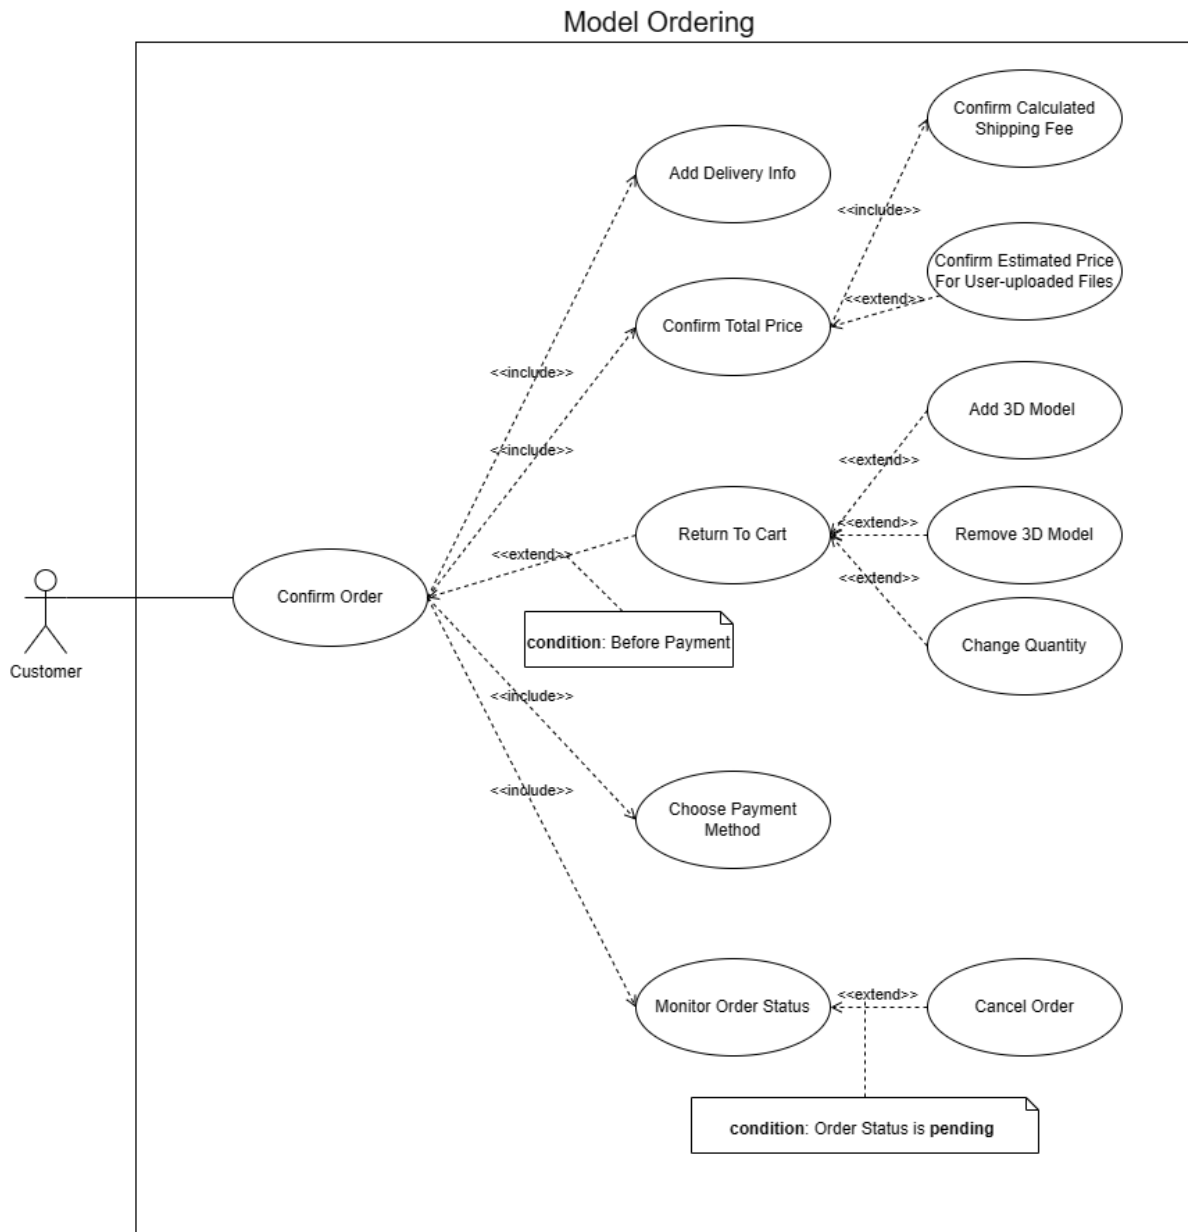 Model Ordering
Confirm Calculated
Shipping Fee
Add Delivery Info
<<include>>
Confirm Estimated Price
For User-uploaded Files
<<extend>>
Confirm Total Price
<<include>>
Add 3D Model
<<include>>
<<extend>>
Return To Cart
<<extend>>
Remove 3D Model
<<extend>>
<<extend>>
Confirm Order
condition: Before Payment
Change Quantity
Customer
<<include>>
<<include>>
Choose Payment
Method
Monitor Order Status
<<extend>>
Cancel Order
condition: Order Status is pending